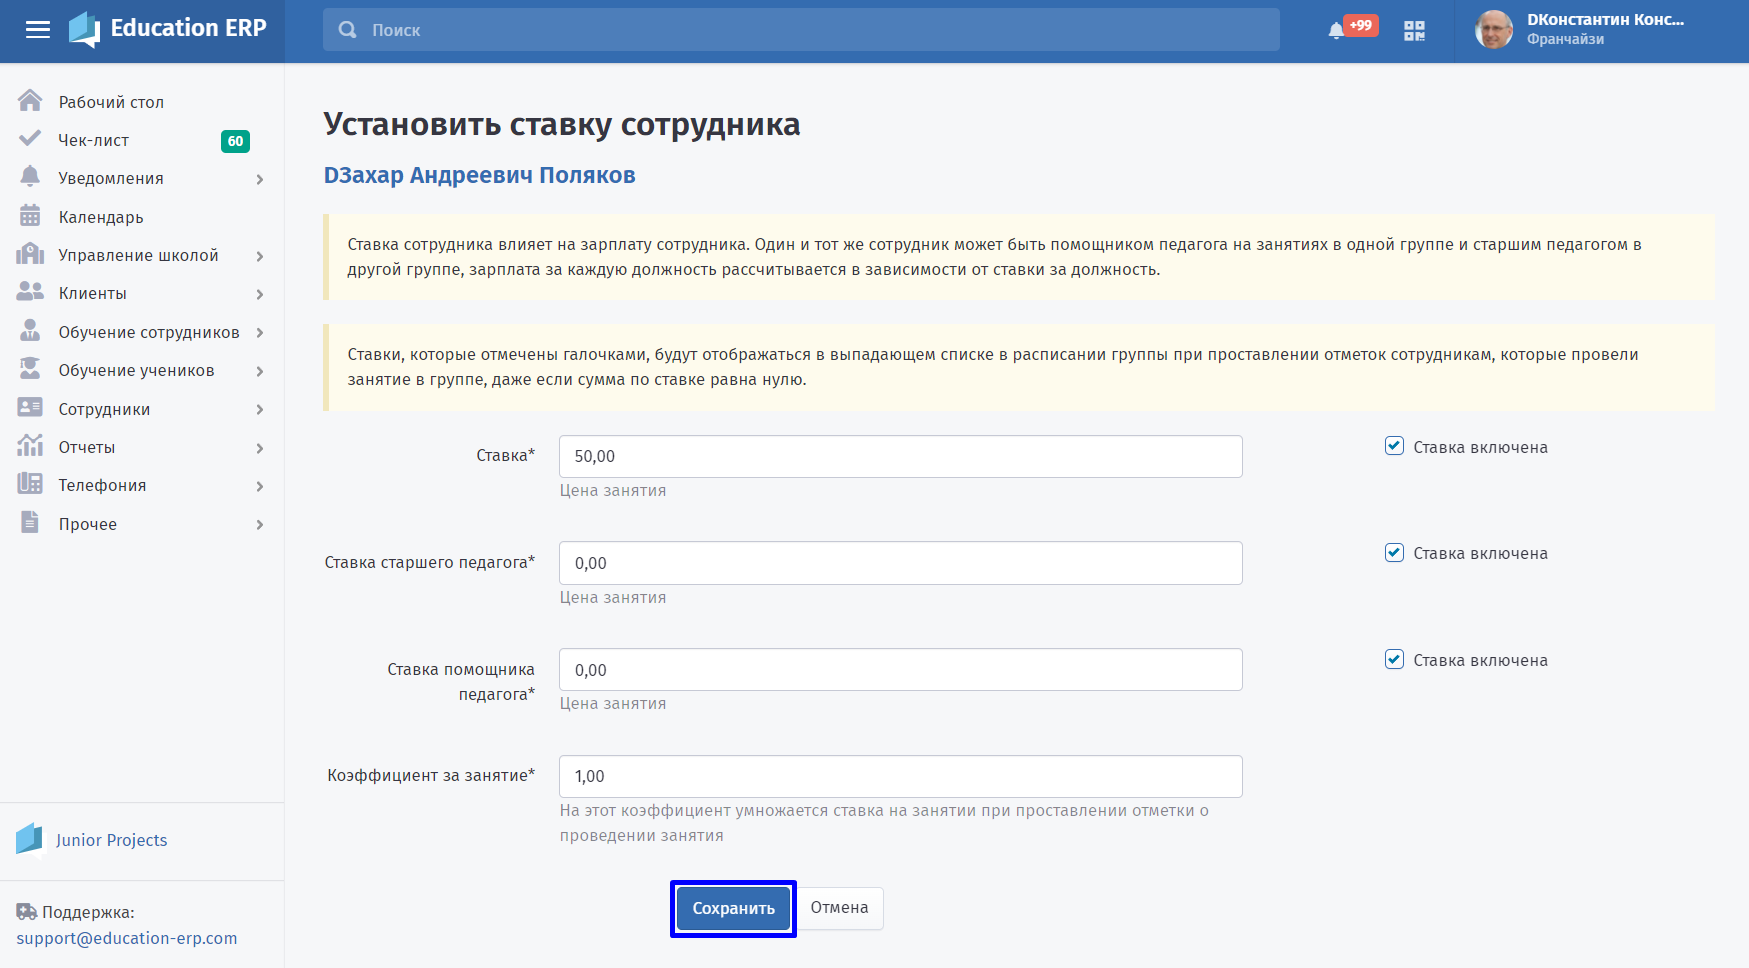 Education ERP
Поиск
+99
DКонстантин Конс...
Франчайзи
Рабочий стол
Чек-лист
60
Уведомления
Календарь
Управление школой
Клиенты
Обучение сотрудников
Обучение учеников
Сотрудники
Отчеты
Телефония
Прочее
Junior Projects
Поддержка:
support@education-erp.com
Установить ставку сотрудника
DЗахар Андреевич Поляков
Ставка сотрудника влияет на зарплату сотрудника. Один и тот же сотрудник может быть помощником педагога на занятиях в одной группе и старшим педагогом в
другой группе, зарплата за каждую должность рассчитывается в зависимости от ставки за должность.
Ставки, которые отмечены галочками, будут отображаться в выпадающем списке в расписании группы при проставлении отметок сотрудникам, которые провели
занятие в группе, даже если сумма по ставке равна нулю.
Ставка*
50,00
Ставка включена
Цена занятия
Ставка старшего педагога*
0,00
Ставка включена
Цена занятия
Ставка помощника
педагога*
0,00
Ставка включена
Цена занятия
Коэффициент за занятие*
1,00
На этот коэффициент умножается ставка на занятии при проставлении отметки о
проведении занятия
Сохранить
Отмена